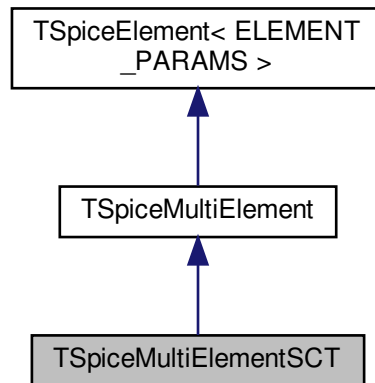 TSpiceElement< ELEMENT
_PARAMS >
TSpiceMultiElement
TSpiceMultiElementSCT